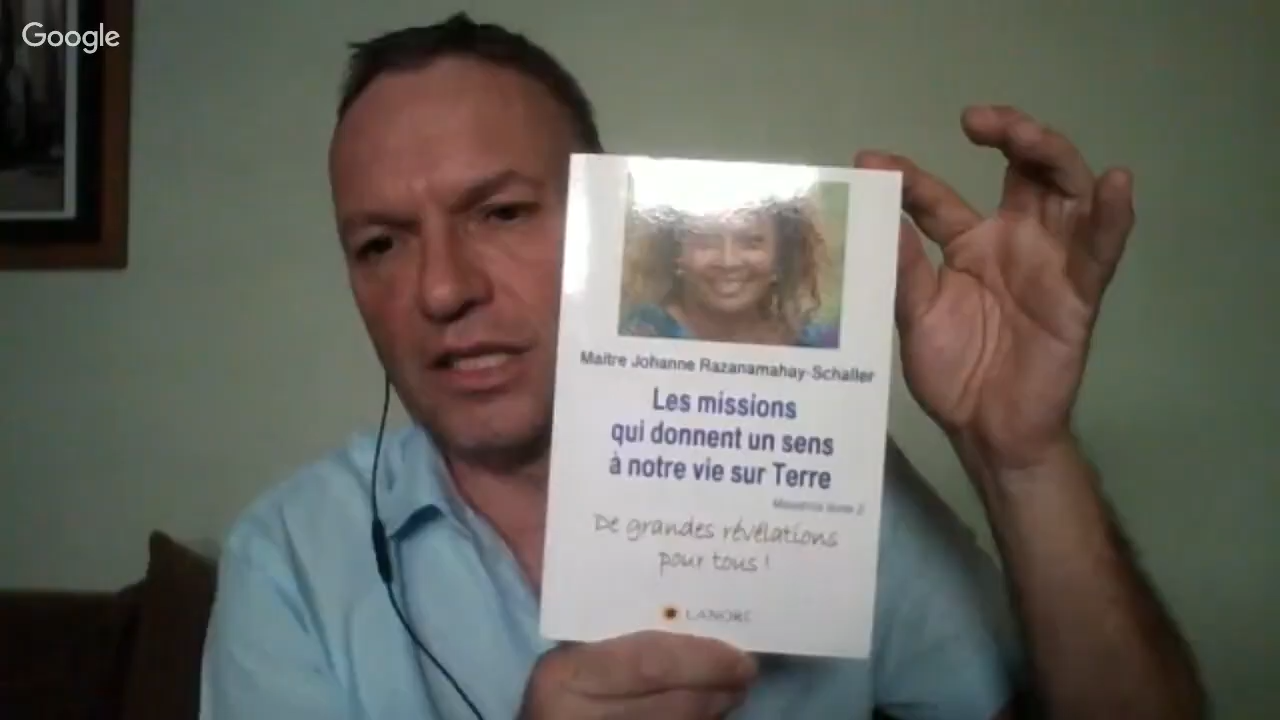 Google
Maître Johanne Razanamahay-Schaller
Les missions
qui donnent un sens
à notre vie sur Terre
De grandes révélations
pour tous !
LANORE